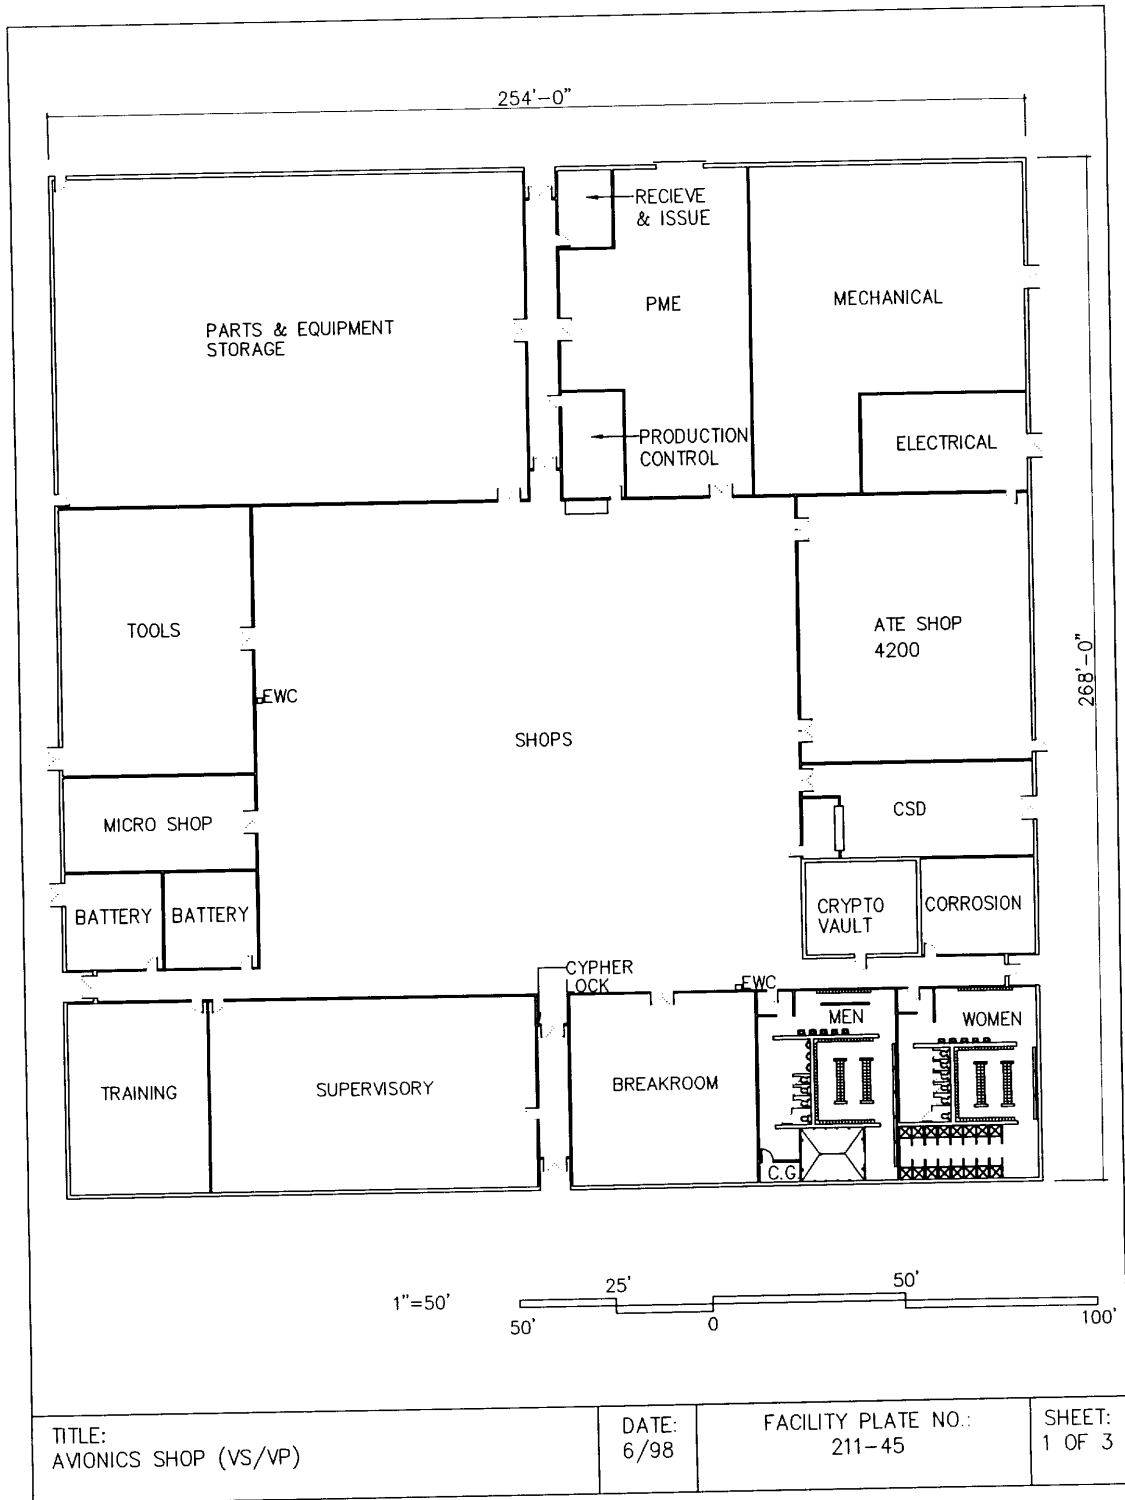 254'-0"
RECIEVE
& ISSUE
PME
MECHANICAL
PARTS & EQUIPMENT
STORAGE
PRODUCTION
CONTROL
ELECTRICAL
TOOLS
ATE SHOP
4200
268'-0"
EWC
SHOPS
MICRO SHOP
CSD
BATTERY
BATTERY
CRYPTO
VAULT
CORROSION
CYPHER
LOCK
EWC
MEN
WOMEN
TRAINING
SUPERVISORY
BREAKROOM
C.G
1"=50'
25'
50'
50'
0
100'
TITLE:
AVIONICS SHOP (VS/VP)
DATE:
6/98
FACILITY PLATE NO.:
211-45
SHEET:
1 OF 3